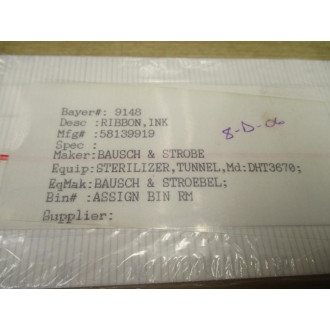 Bayer#: 9148
Desc :RIBBON,INK
Mfg# :58139919
Spec :
Maker:BAUSCH & STROBE
Equip:STERILIZER,TUNNEL,Md:DHT3670;
EqMak:BAUSCH & STROEBEL;
Bin# :ASSIGN BIN RM
Supplier:
8-D-06